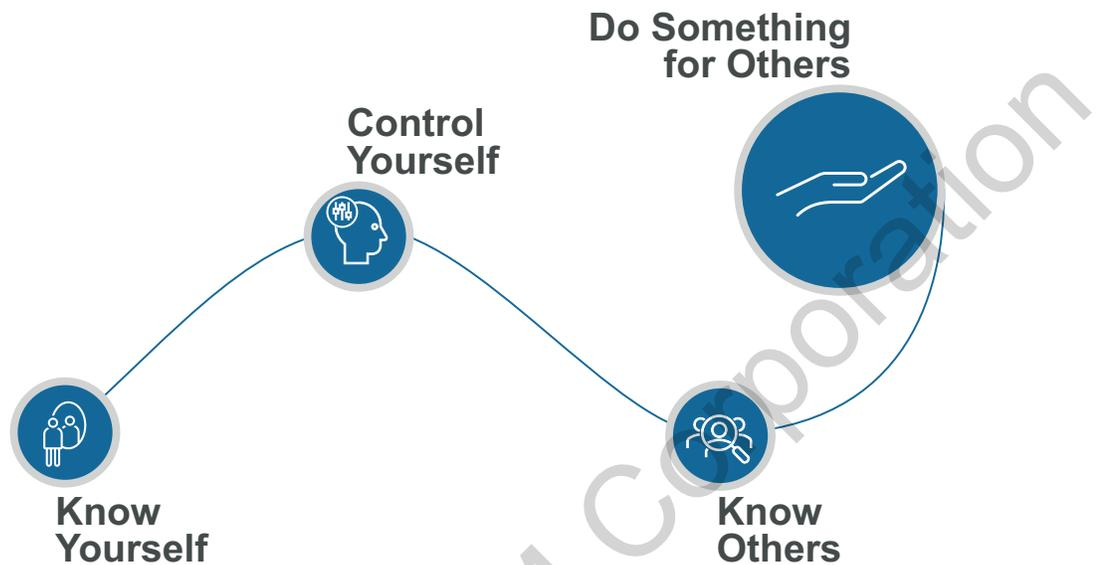 Do Something
for Others
Control
Yourself
Know
Yourself
Know
Others
Corporation